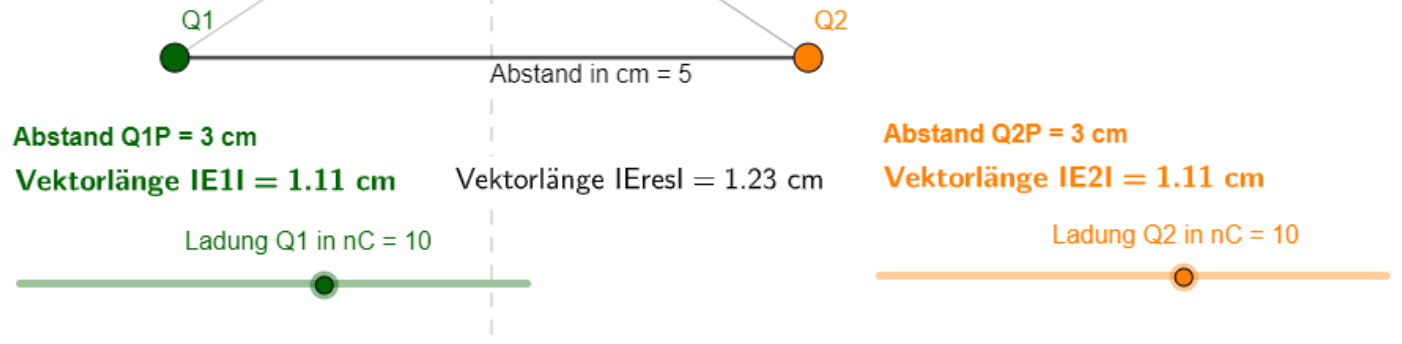 Q1
Q2
Abstand in cm = 5
Abstand Q1P = 3 cm
Vektorlänge IE1I = 1.11 cm
Vektorlänge IEresI = 1.23 cm
Abstand Q2P = 3 cm
Vektorlänge IE2I = 1.11 cm
Ladung Q1 in nC = 10
Ladung Q2 in nC = 10